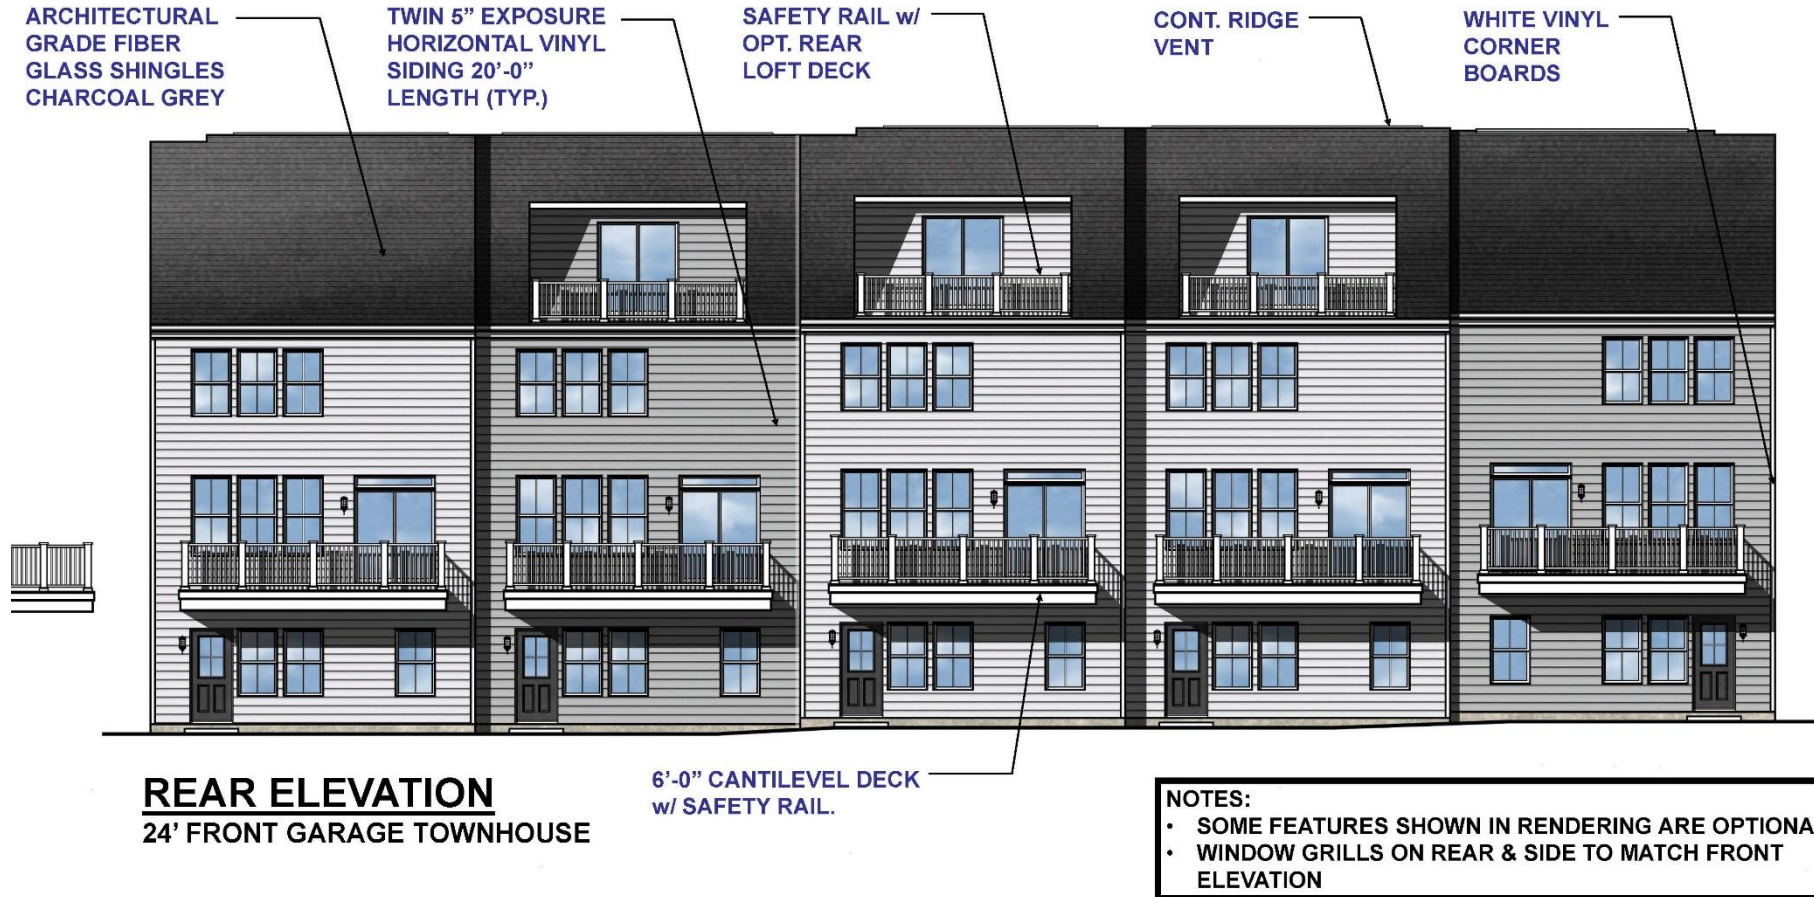 ARCHITECTURAL
GRADE FIBER
GLASS SHINGLES
CHARCOAL GREY
TWIN 5” EXPOSURE
HORIZONTAL VINYL
SIDING 20’-0”
LENGTH (TYP.)
SAFETY RAIL w/
OPT. REAR
LOFT DECK
CONT. RIDGE
VENT
WHITE VINYL
CORNER
BOARDS
REAR ELEVATION
24’ FRONT GARAGE TOWNHOUSE
6’-0” CANTILEVEL DECK
w/ SAFETY RAIL.
NOTES:
• SOME FEATURES SHOWN IN RENDERING ARE OPTIONA
• WINDOW GRILLS ON REAR & SIDE TO MATCH FRONT
ELEVATION